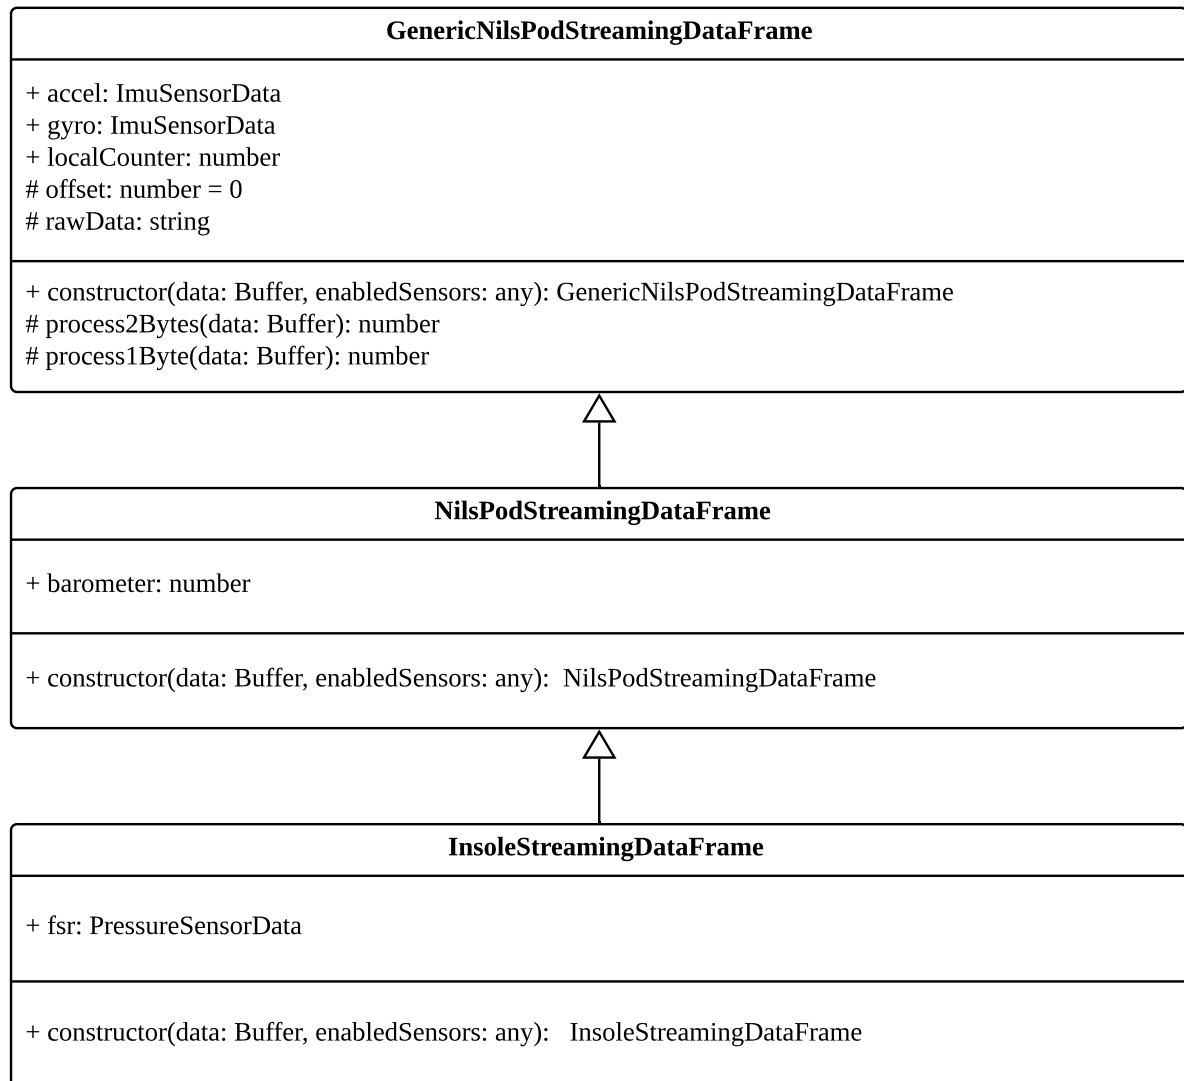 GenericNilsPodStreamingDataFrame
+ accel: ImuSensorData
+ gyro: ImuSensorData
+ localCounter: number
# offset: number = 0
# rawData: string
+ constructor(data: Buffer, enabledSensors: any): GenericNilsPodStreamingDataFrame
# process2Bytes(data: Buffer): number
# process1Byte(data: Buffer): number
NilsPodStreamingDataFrame
+ barometer: number
+ constructor(data: Buffer, enabledSensors: any):  NilsPodStreamingDataFrame
InsoleStreamingDataFrame
+ fsr: PressureSensorData
+ constructor(data: Buffer, enabledSensors: any):   InsoleStreamingDataFrame